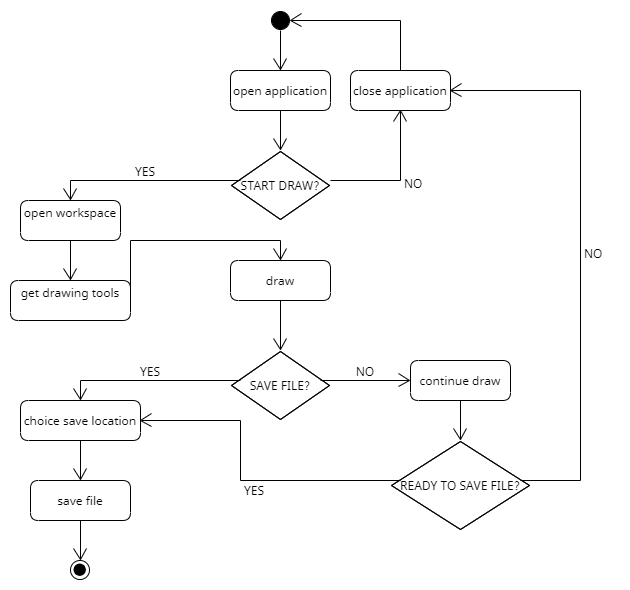 open application
close application
START DRAW?
YES
NO
open workspace
get drawing tools
draw
NO
SAVE FILE?
YES
NO
continue draw
choice save location
READY TO SAVE FILE?
YES
save file